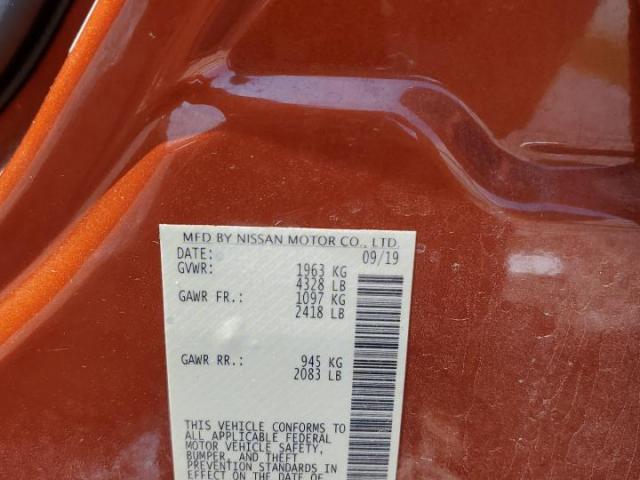 MFD BY NISSAN MOTOR CO., LTD.
DATE: 09/19
GVWR: 1963 KG
4328 LB
GAWR FR.: 1097 KG
2418 LB
GAWR RR.: 945 KG
2083 LB
THIS VEHICLE CONFORMS TO
ALL APPLICABLE FEDERAL
MOTOR VEHICLE SAFETY,
BUMPER, AND THEFT
PREVENTION STANDARDS IN
EFFECT ON THE DATE OF